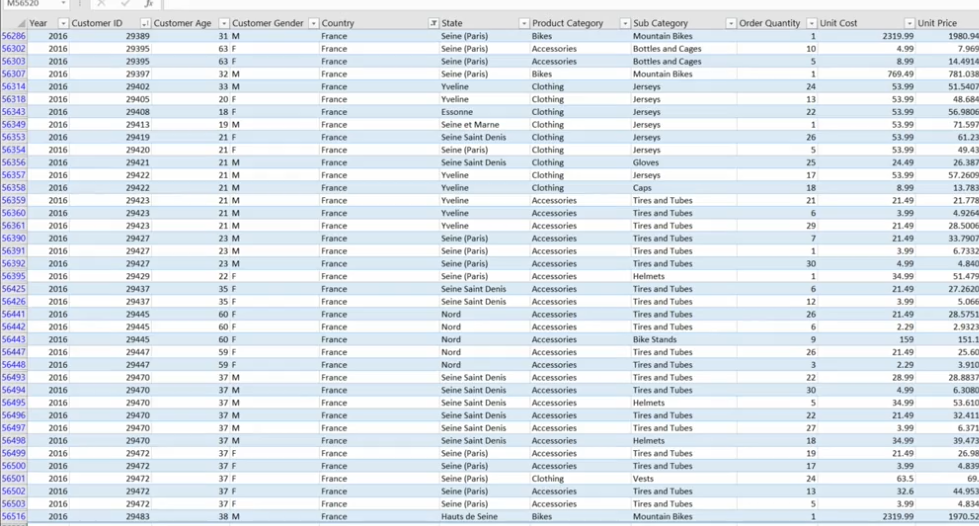 M56520 fx
Year Customer ID Customer Age Customer Gender Country State Product Category Sub Category Order Quantity Unit Cost Unit Price
56286 2016 29389 31 M France Seine (Paris) Bikes Mountain Bikes 1 2319.99 1980.94
56302 2016 29395 63 F France Seine (Paris) Accessories Bottles and Cages 10 4.99 7.969
56303 2016 29395 63 F France Seine (Paris) Accessories Bottles and Cages 5 8.99 14.4914
56307 2016 29397 32 M France Seine (Paris) Bikes Mountain Bikes 1 769.49 781.038
56314 2016 29402 33 M France Yveline Clothing Jerseys 24 53.99 51.5407
56318 2016 29405 20 F France Yveline Clothing Jerseys 13 53.99 48.684
56343 2016 29408 18 F France Essonne Clothing Jerseys 22 53.99 56.9806
56349 2016 29413 19 M France Seine et Marne Clothing Jerseys 1 53.99 71.597
56353 2016 29419 21 F France Seine Saint Denis Clothing Jerseys 26 53.99 61.23
56354 2016 29420 21 F France Seine (Paris) Clothing Jerseys 5 53.99 49.43
56356 2016 29421 21 M France Seine Saint Denis Clothing Gloves 25 24.49 26.387
56357 2016 29422 21 M France Yveline Clothing Jerseys 17 53.99 57.2609
56358 2016 29422 21 M France Yveline Clothing Caps 18 8.99 13.783
56359 2016 29423 21 M France Yveline Accessories Tires and Tubes 21 21.49 21.778
56360 2016 29423 21 M France Yveline Accessories Tires and Tubes 6 3.99 4.9264
56361 2016 29423 21 M France Yveline Accessories Tires and Tubes 29 21.49 28.5006
56390 2016 29427 23 M France Seine (Paris) Accessories Tires and Tubes 7 21.49 33.7907
56391 2016 29427 23 M France Seine (Paris) Accessories Tires and Tubes 1 3.99 6.7332
56392 2016 29427 23 M France Seine (Paris) Accessories Tires and Tubes 30 4.99 4.840
56395 2016 29429 22 F France Seine (Paris) Accessories Helmets 1 34.99 51.479
56425 2016 29437 35 F France Seine Saint Denis Accessories Tires and Tubes 6 21.49 27.2620
56426 2016 29437 35 F France Seine Saint Denis Accessories Tires and Tubes 12 3.99 5.066
56441 2016 29445 60 F France Nord Accessories Tires and Tubes 26 21.49 28.5751
56442 2016 29445 60 F France Nord Accessories Tires and Tubes 6 2.29 2.9323
56443 2016 29445 60 F France Nord Accessories Bike Stands 9 159 151.1
56447 2016 29447 59 F France Nord Accessories Tires and Tubes 26 21.49 25.60
56448 2016 29447 59 F France Nord Accessories Tires and Tubes 3 2.29 3.910
56493 2016 29470 37 M France Seine Saint Denis Accessories Tires and Tubes 22 28.99 28.8837
56494 2016 29470 37 M France Seine Saint Denis Accessories Tires and Tubes 30 4.99 6.3080
56495 2016 29470 37 M France Seine Saint Denis Accessories Helmets 5 34.99 53.610
56496 2016 29470 37 M France Seine Saint Denis Accessories Tires and Tubes 22 21.49 32.411
56497 2016 29470 37 M France Seine Saint Denis Accessories Tires and Tubes 27 3.99 6.371
56498 2016 29470 37 M France Seine Saint Denis Accessories Helmets 18 34.99 39.473
56499 2016 29472 37 F France Seine (Paris) Accessories Tires and Tubes 19 21.49 26.98
56500 2016 29472 37 F France Seine (Paris) Accessories Tires and Tubes 17 3.99 4.839
56501 2016 29472 37 F France Seine (Paris) Clothing Vests 24 63.5 69.
56502 2016 29472 37 F France Seine (Paris) Accessories Tires and Tubes 13 32.6 44.953
56503 2016 29472 37 F France Seine (Paris) Accessories Tires and Tubes 5 3.99 4.834
56516 2016 29483 38 M France Hauts de Seine Bikes Mountain Bikes 1 2319.99 1970.52